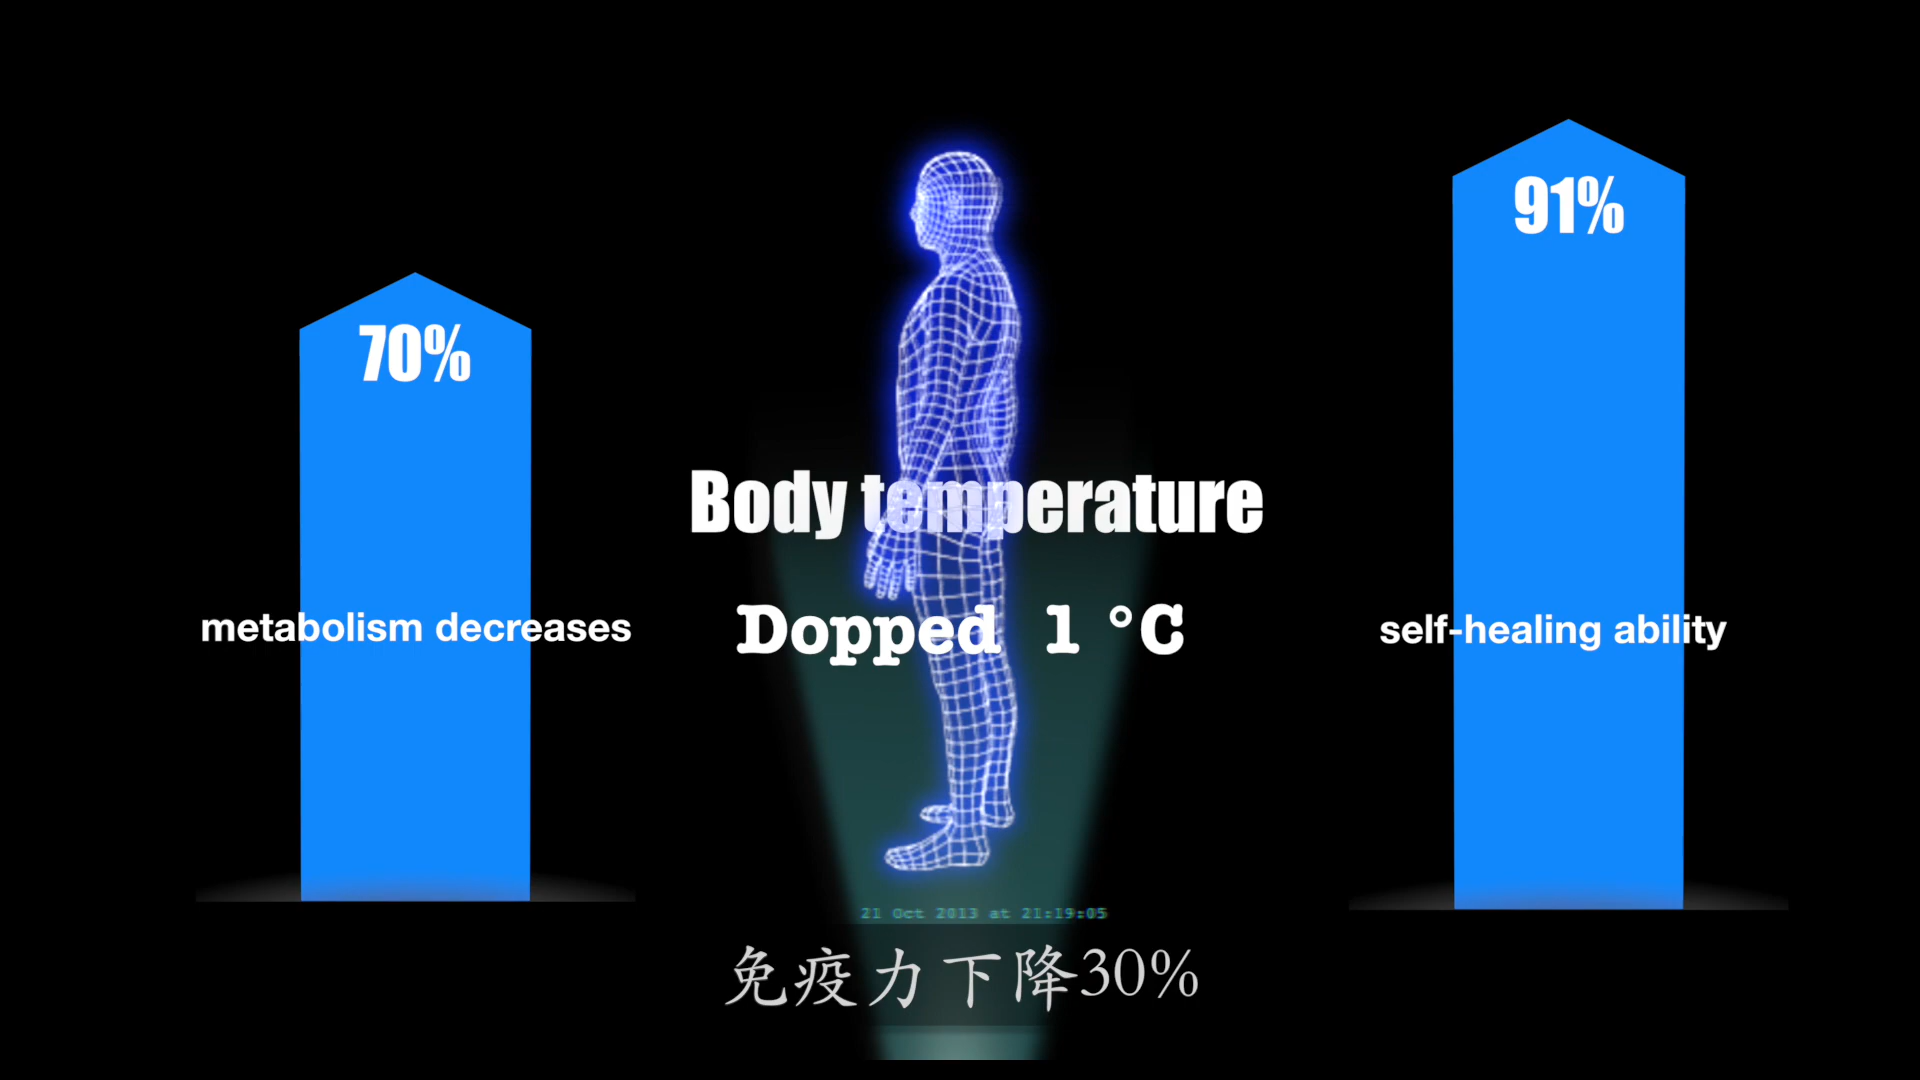 91%
70%
Body temperature
metabolism decreases
Dopped 1 °C
self-healing ability
21 Oct 2013 at 21:19:05
免疫力下降30%